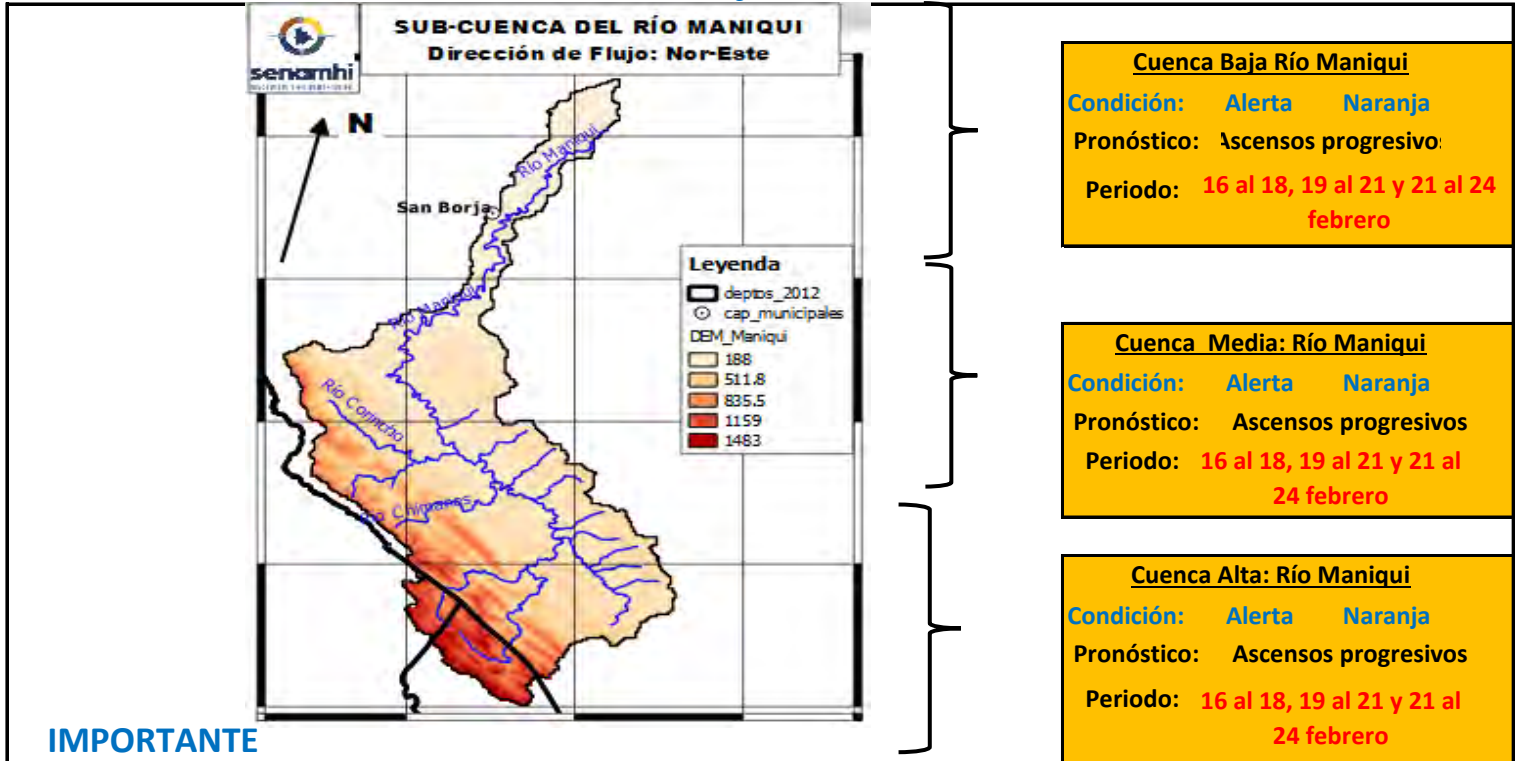 SUB-CUENCA DEL RÍO MANIQUI
Dirección de Flujo: Nor-Este
senamhi
N
Río Maniqui
San Borja
Río Maniqui
Río Chimanes
Leyenda
deptos_2012
cap_municipales
DEM_Maniqui
188
511.8
835.5
1159
1483
Cuenca Baja Río Maniqui
Condición: Alerta Naranja
Pronóstico: Ascensos progresivo
Periodo: 16 al 18, 19 al 21 y 21 al 24
febrero
Cuenca Media: Río Maniqui
Condición: Alerta Naranja
Pronóstico: Ascensos progresivos
Periodo: 16 al 18, 19 al 21 y 21 al
24 febrero
Cuenca Alta: Río Maniqui
Condición: Alerta Naranja
Pronóstico: Ascensos progresivos
Periodo: 16 al 18, 19 al 21 y 21 al
24 febrero
IMPORTANTE